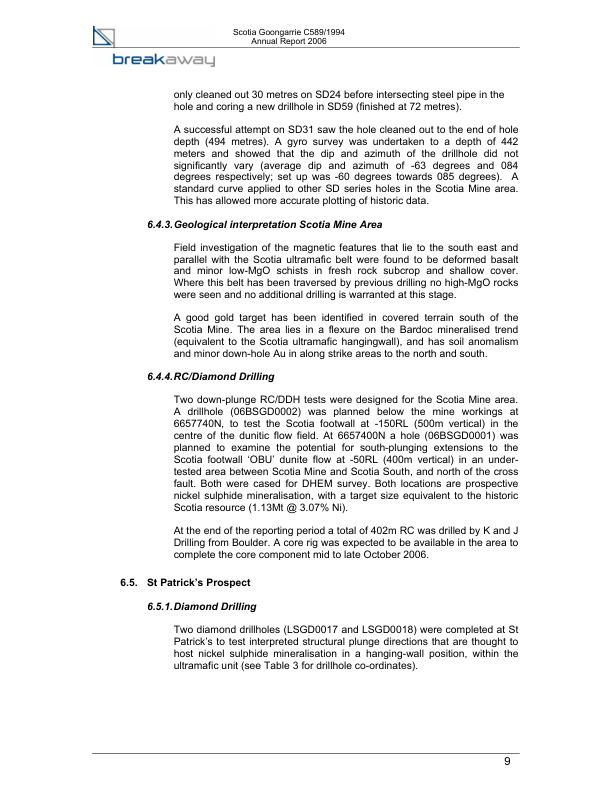 Scotia Goongarrie C589/1994
Annual Report 2006
breakaway
only cleaned out 30 metres on SD24 before intersecting steel pipe in the
hole and coring a new drillhole in SD59 (finished at 72 metres).
A successful attempt on SD31 saw the hole cleaned out to the end of hole
depth (494 metres). A gyro survey was undertaken to a depth of 442
meters and showed that the dip and azimuth of the drillhole did not
significantly vary (average dip and azimuth of -63 degrees and 084
degrees respectively; set up was -60 degrees towards 085 degrees). A
standard curve applied to other SD series holes in the Scotia Mine area.
This has allowed more accurate plotting of historic data.
6.4.3. Geological interpretation Scotia Mine Area
Field investigation of the magnetic features that lie to the south east and
parallel with the Scotia ultramafic belt were found to be deformed basalt
and minor low-MgO schists in fresh rock subcrop and shallow cover.
Where this belt has been traversed by previous drilling no high-MgO rocks
were seen and no additional drilling is warranted at this stage.
A good gold target has been identified in covered terrain south of the
Scotia Mine. The area lies in a flexure on the Bardoc mineralised trend
(equivalent to the Scotia ultramafic hangingwall), and has soil anomalism
and minor down-hole Au in along strike areas to the north and south.
6.4.4. RC/Diamond Drilling
Two down-plunge RC/DDH tests were designed for the Scotia Mine area.
A drillhole (06BSGD0002) was planned below the mine workings at
6657740N, to test the Scotia footwall at -150RL (500m vertical) in the
centre of the dunitic flow field. At 6657400N a hole (06BSGD0001) was
planned to examine the potential for south-plunging extensions to the
Scotia footwall ‘OBU’ dunite flow at -50RL (400m vertical) in an under-
tested area between Scotia Mine and Scotia South, and north of the cross
fault. Both were cased for DHEM survey. Both locations are prospective
nickel sulphide mineralisation, with a target size equivalent to the historic
Scotia resource (1.13Mt @ 3.07% Ni).
At the end of the reporting period a total of 402m RC was drilled by K and J
Drilling from Boulder. A core rig was expected to be available in the area to
complete the core component mid to late October 2006.
6.5. St Patrick’s Prospect
6.5.1. Diamond Drilling
Two diamond drillholes (LSGD0017 and LSGD0018) were completed at St
Patrick’s to test interpreted structural plunge directions that are thought to
host nickel sulphide mineralisation in a hanging-wall position, within the
ultramafic unit (see Table 3 for drillhole co-ordinates).
9